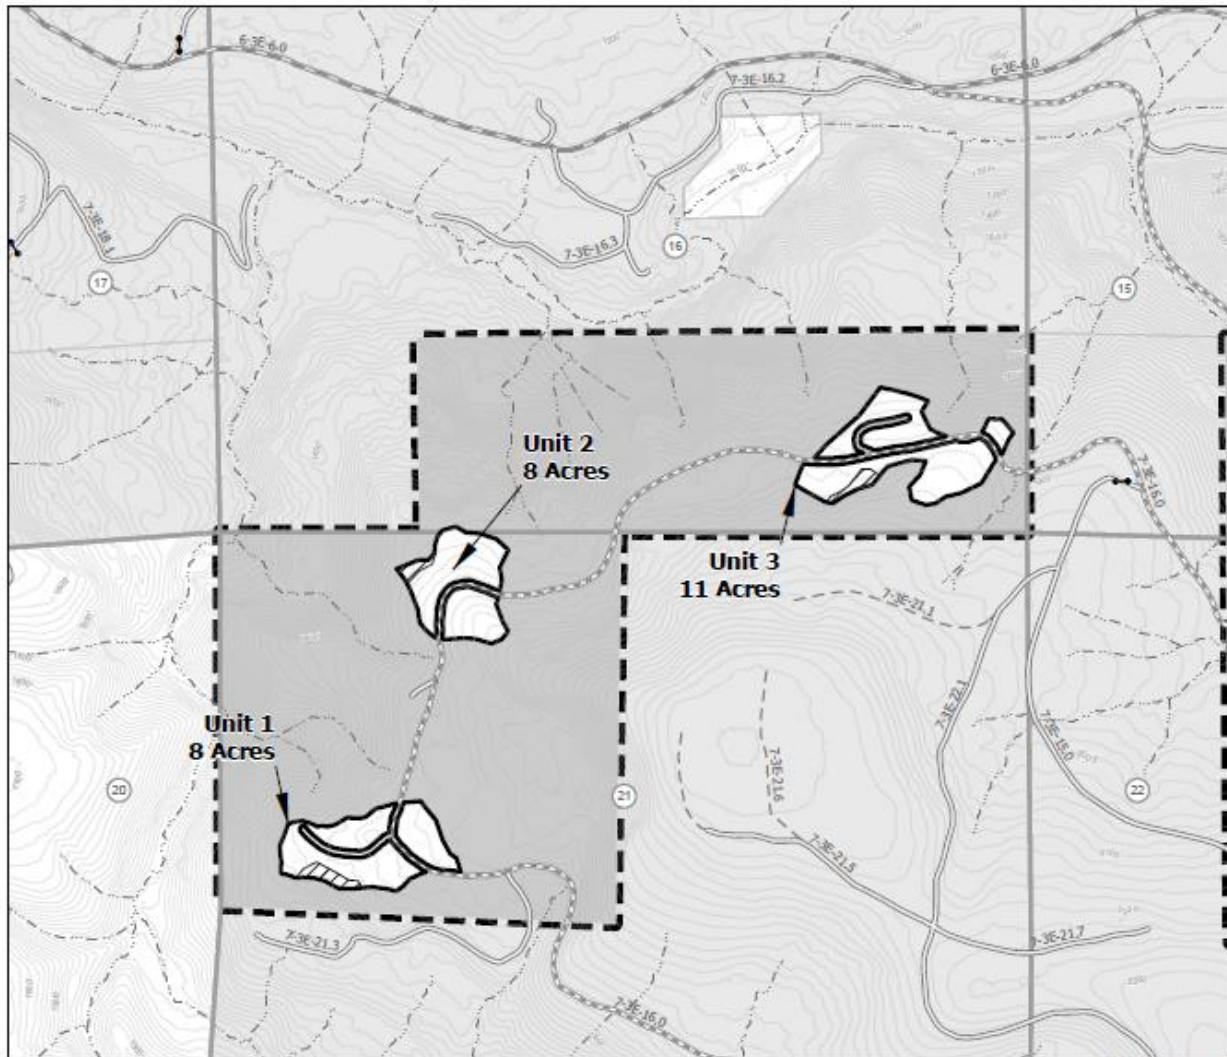 6-3E-6.0
6-3E-6.0
7-3E-16.2
7-3E-18.1
7-3E-16.3
16
17
15
Unit 2
8 Acres
7-3E-16.0
Unit 3
11 Acres
7-3E-21.1
Unit 1
8 Acres
7-3E-22.1
7-3E-15.0
7-3E-21.6
20
21
22
7-3E-21.5
7-3E-21.3
7-3E-21.7
7-3E-16.0